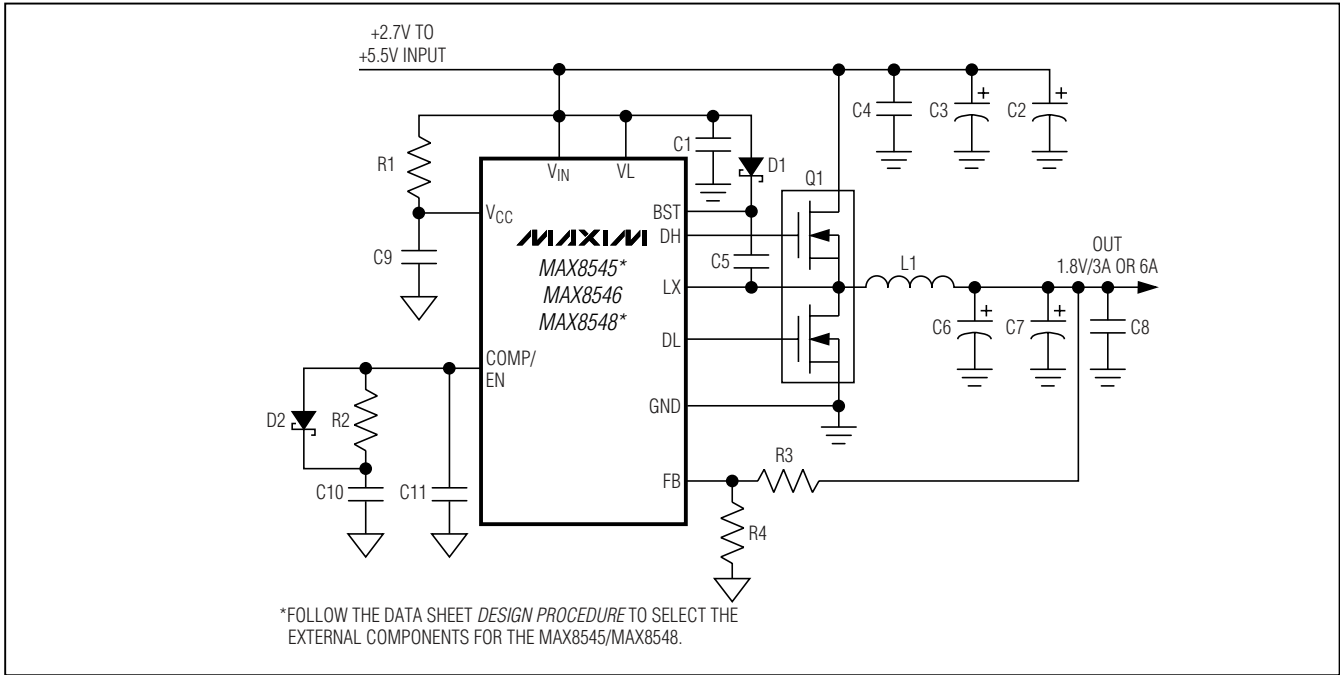 +2.7V TO
+5.5V INPUT
C4
C3
+
C2
+
R1
C1
D1
VIN
VL
Q1
VCC
BST
DH
MAXIM
C9
MAX8545*
C5
L1
OUT
1.8V/3A OR 6A
MAX8546
LX
MAX8548*
C6
+
C7
+
C8
DL
COMP/
EN
D2
R2
GND
R3
C10
C11
FB
R4
*FOLLOW THE DATA SHEET DESIGN PROCEDURE TO SELECT THE
EXTERNAL COMPONENTS FOR THE MAX8545/MAX8548.